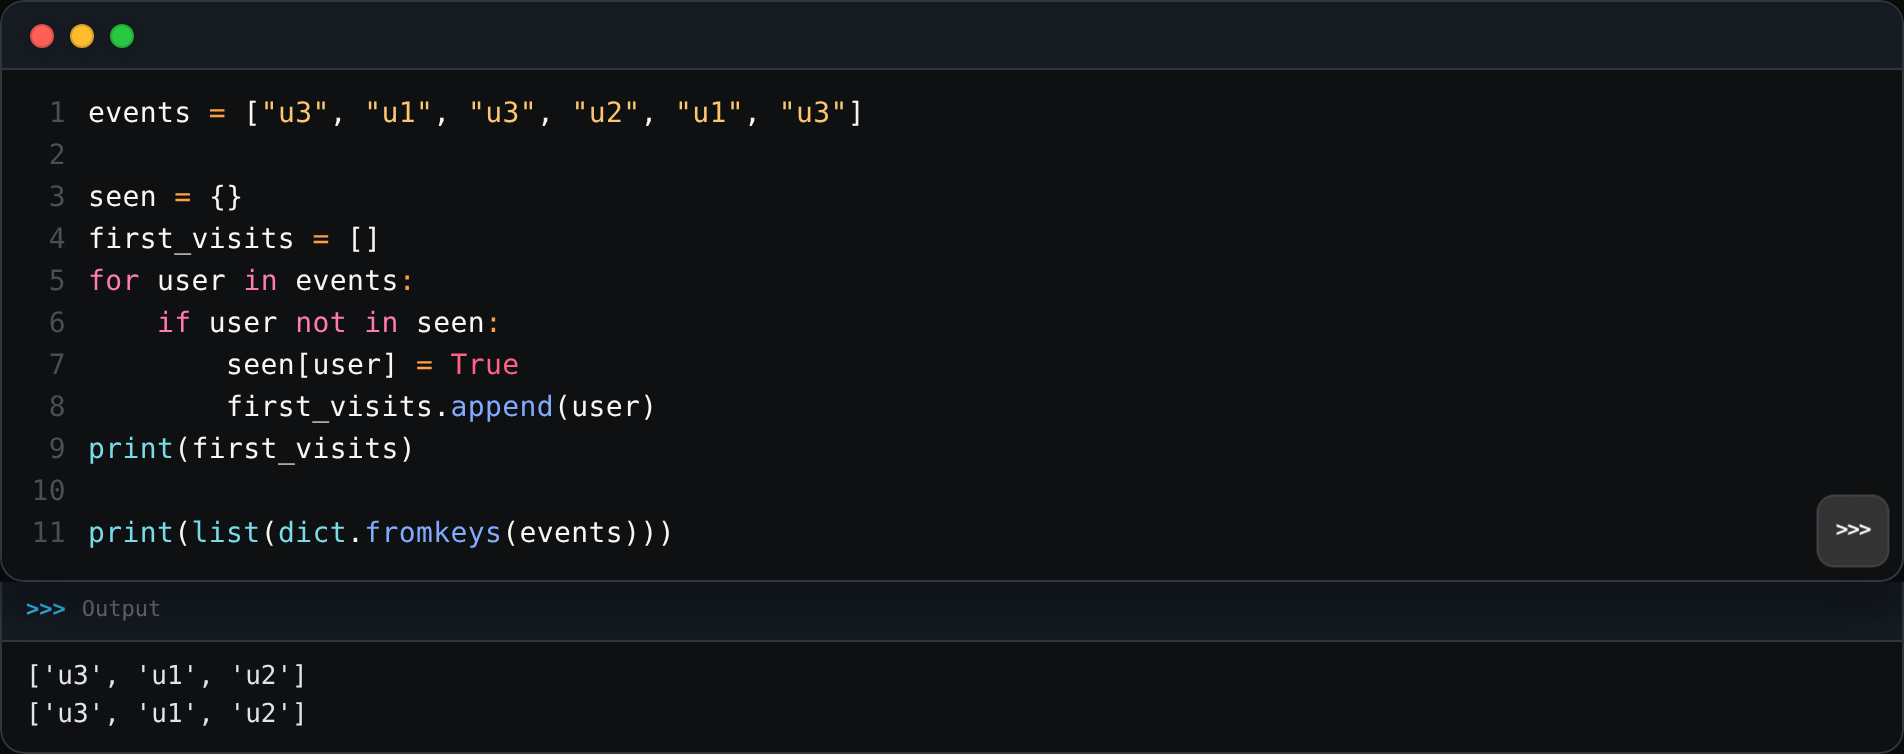 1 events = ["u3", "u1", "u3", "u2", "u1", "u3"]
2
3 seen = {}
4 first_visits = []
5 for user in events:
6     if user not in seen:
7         seen[user] = True
8         first_visits.append(user)
9 print(first_visits)
10
11 print(list(dict.fromkeys(events)))
>>>
>>> Output
['u3', 'u1', 'u2']
['u3', 'u1', 'u2']